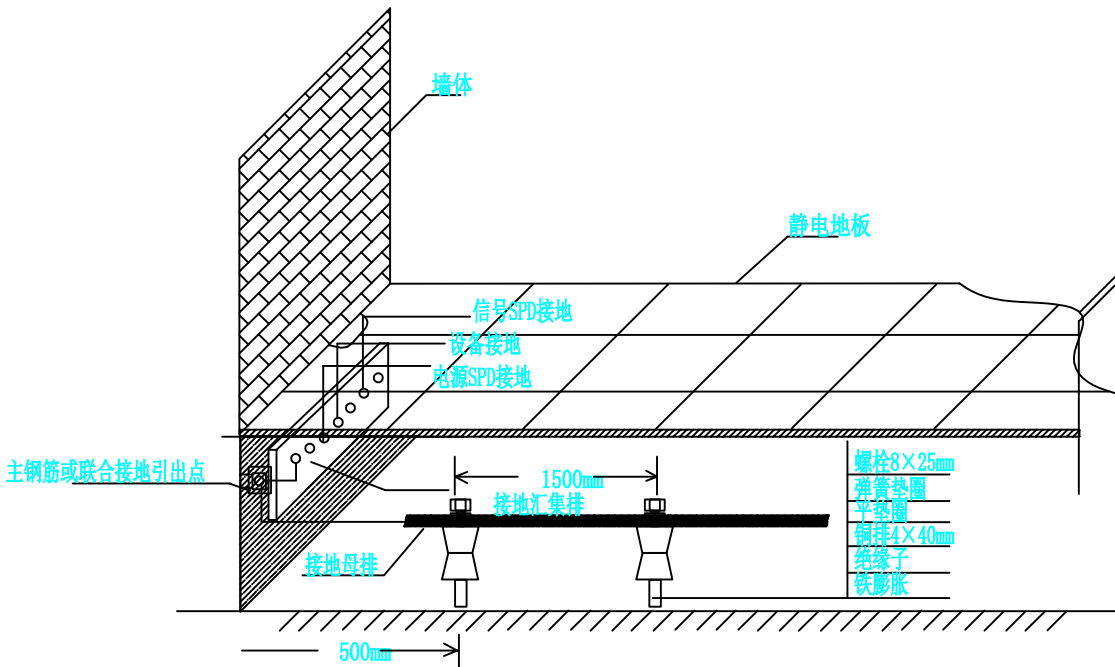 墙体
静电地板
信号SPD接地
设备接地
电源SPD接地
主钢筋或联合接地引出点
1500mm
接地汇集排
接地母排
螺栓8×25mm
弹簧垫圈
平垫圈
铜排4×40mm
绝缘子
铁膨胀
500mm